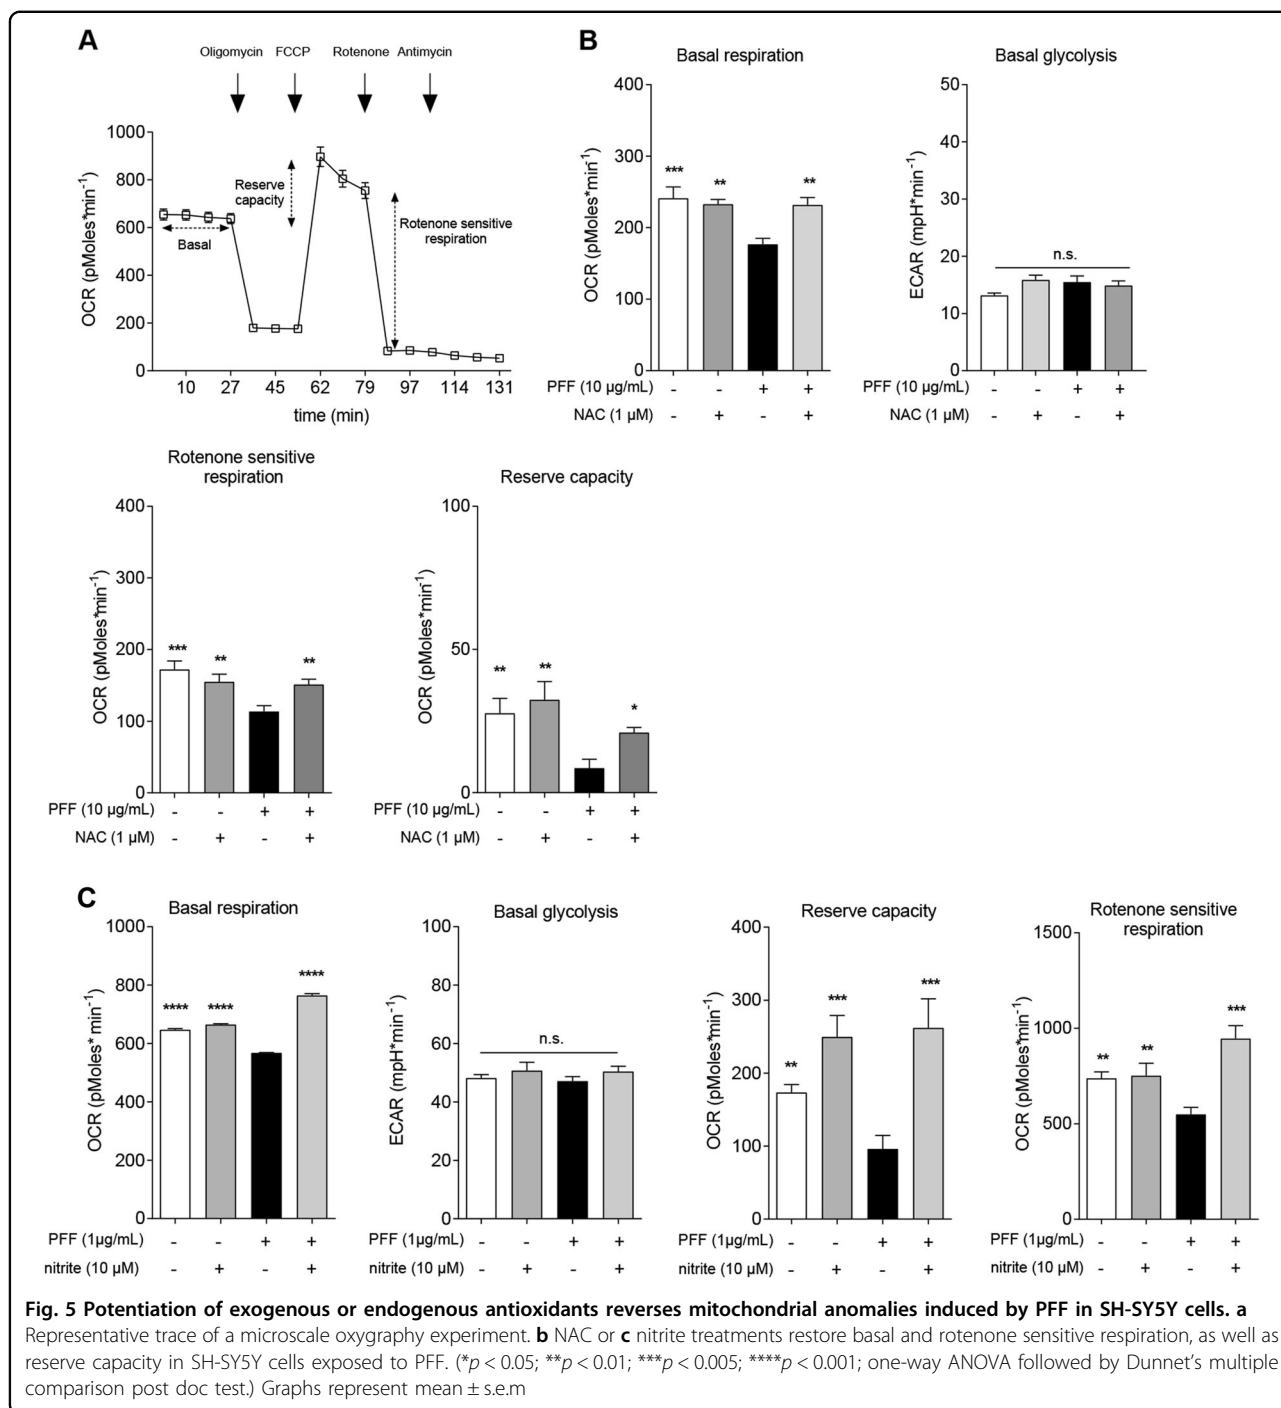 A
Oligomycin FCCP Rotenone Antimycin
1000
800
600
400
200
0
OCR (pMoles*min-1)
Reserve
capacity
Basal
Rotenone sensitive
respiration
10 27 45 62 79 97 114 131
time (min)
B
Basal respiration
400
300
200
100
0
OCR (pMoles*min-1)
*** ** **
PFF (10 µg/mL) - - + +
NAC (1 µM) - + - +
Basal glycolysis
50
40
30
20
10
0
ECAR (mpH*min-1)
n.s.
- - + +
- + - +
Rotenone sensitive
respiration
400
300
200
100
0
OCR (pMoles*min-1)
*** ** **
PFF (10 µg/mL) - - + +
NAC (1 µM) - + - +
Reserve capacity
100
50
0
OCR (pMoles*min-1)
** ** *
PFF (10 µg/mL) - - + +
NAC (1 µM) - + - +
C
Basal respiration
1000
800
600
400
200
0
OCR (pMoles*min-1)
**** **** ****
PFF (1µg/mL) - - + +
nitrite (10 µM) - + - +
Basal glycolysis
100
80
60
40
20
0
ECAR (mpH*min-1)
n.s.
PFF (1µg/mL) - - + +
nitrite (10 µM) - + - +
Reserve capacity
400
300
200
100
0
OCR (pMoles*min-1)
** *** ***
PFF (1µg/mL) - - + +
nitrite (10 µM) - + - +
Rotenone sensitive
respiration
1500
1000
500
0
OCR (pMoles*min-1)
** ** ***
PFF (1µg/mL) - - + +
nitrite (10 µM) - + - +
Fig. 5 Potentiation of exogenous or endogenous antioxidants reverses mitochondrial anomalies induced by PFF in SH-SY5Y cells. a
Representative trace of a microscale oxygraphy experiment. b NAC or c nitrite treatments restore basal and rotenone sensitive respiration, as well as
reserve capacity in SH-SY5Y cells exposed to PFF. (*p < 0.05; **p < 0.01; ***p < 0.005; ****p < 0.001; one-way ANOVA followed by Dunnet's multiple
comparison post doc test.) Graphs represent mean ± s.e.m